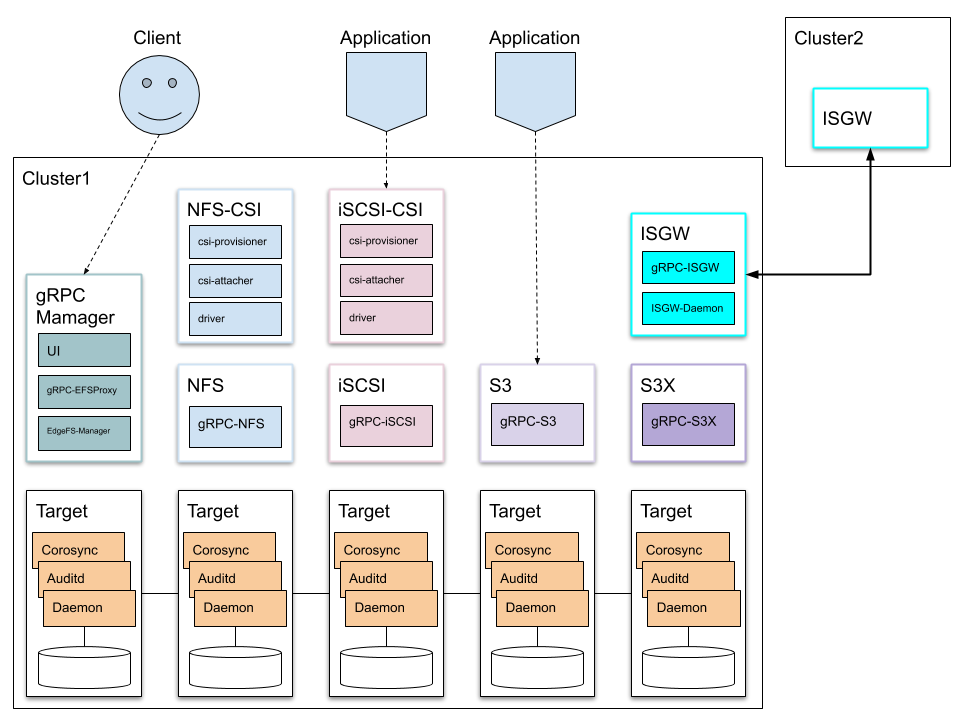 Client
Application
Application
Cluster2
ISGW
Cluster1
NFS-CSI
csi-provisioner
csi-attacher
driver
iSCSI-CSI
csi-provisioner
csi-attacher
driver
ISGW
gRPC-ISGW
ISGW-Daemon
gRPC
Mamager
UI
gRPC-EFSProxy
EdgeFS-Manager
NFS
gRPC-NFS
iSCSI
gRPC-iSCSI
S3
gRPC-S3
S3X
gRPC-S3X
Target
Corosync
Auditd
Daemon
Target
Corosync
Auditd
Daemon
Target
Corosync
Auditd
Daemon
Target
Corosync
Auditd
Daemon
Target
Corosync
Auditd
Daemon